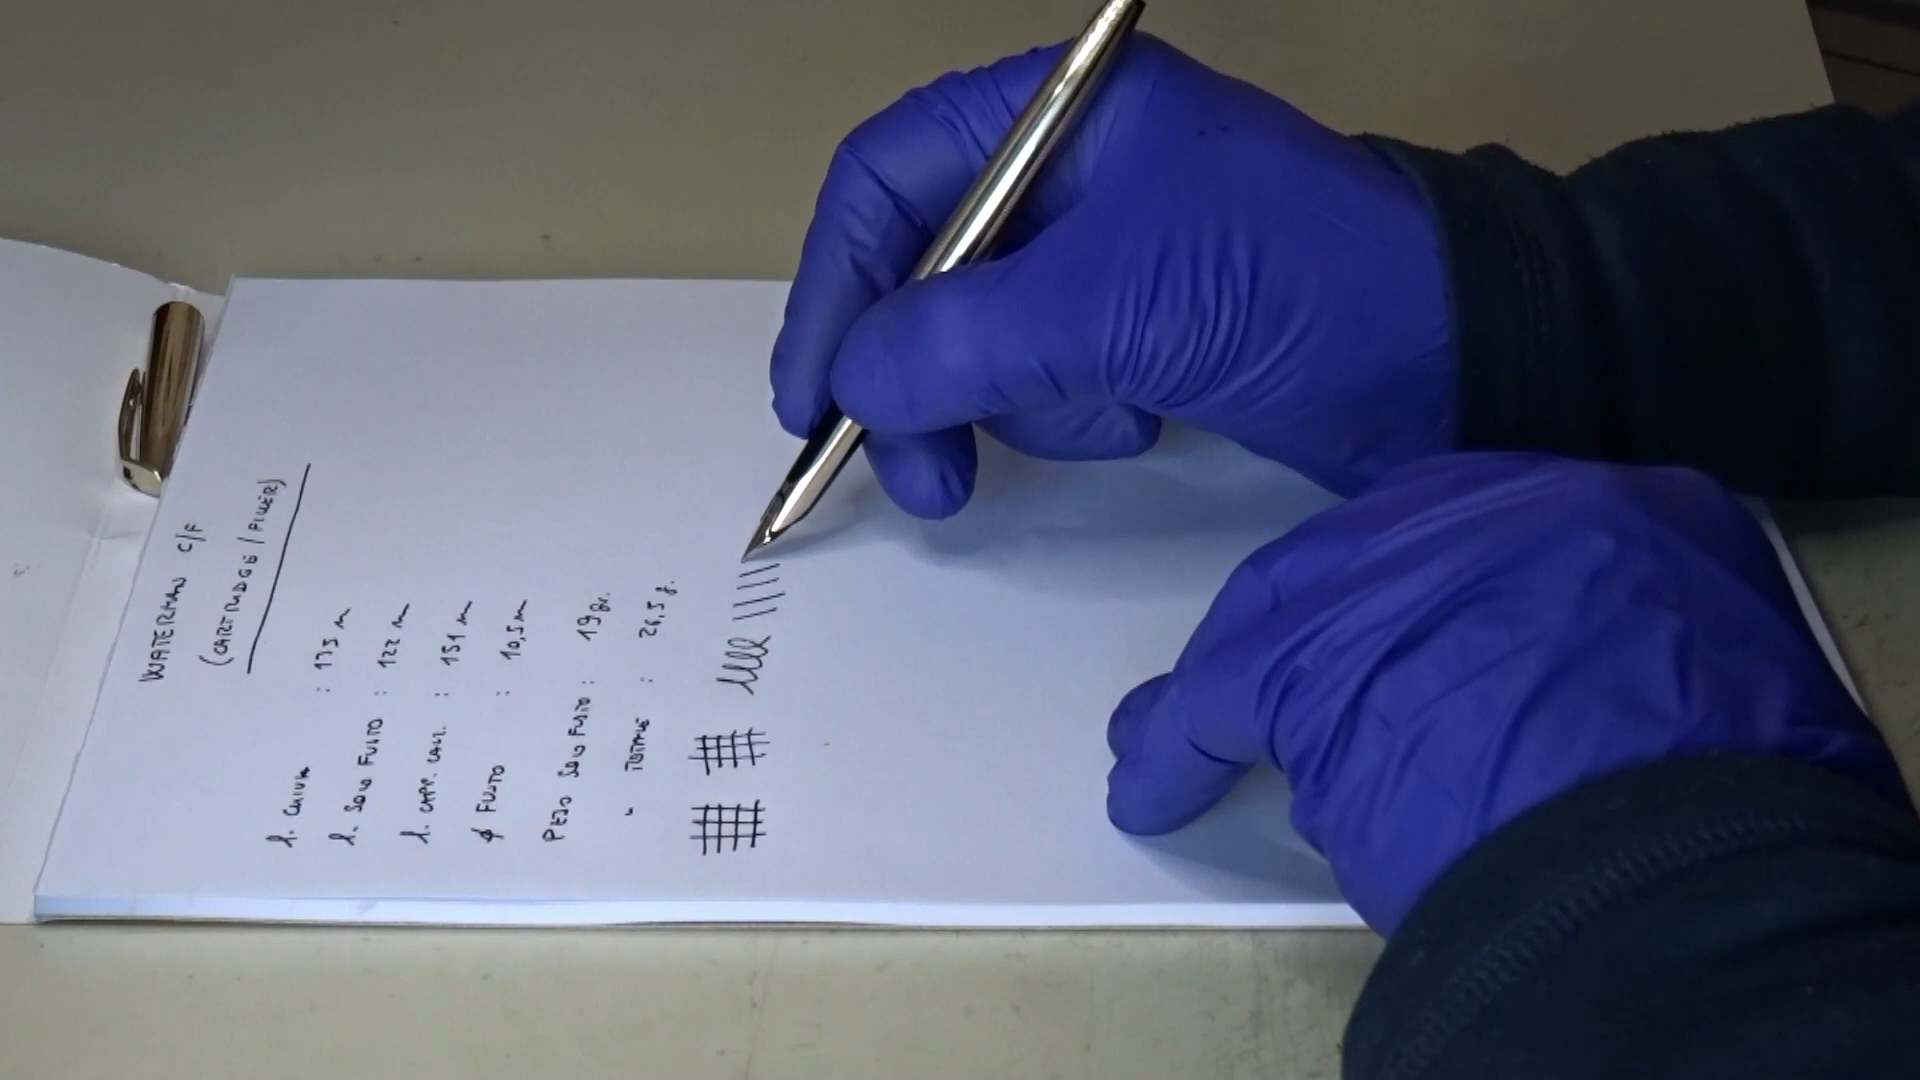 WATERMAN C/F
(CARTRIDGE / FILLER)
l. CHIUSA : 135 m
l. SOLO FUSTO : 122 m
l. CAPP. CALZ. : 151 m
ϕ FUSTO : 10,5 m
PESO SOLO FUSTO : 19 gr.
" TOTALE : 26,5 g.